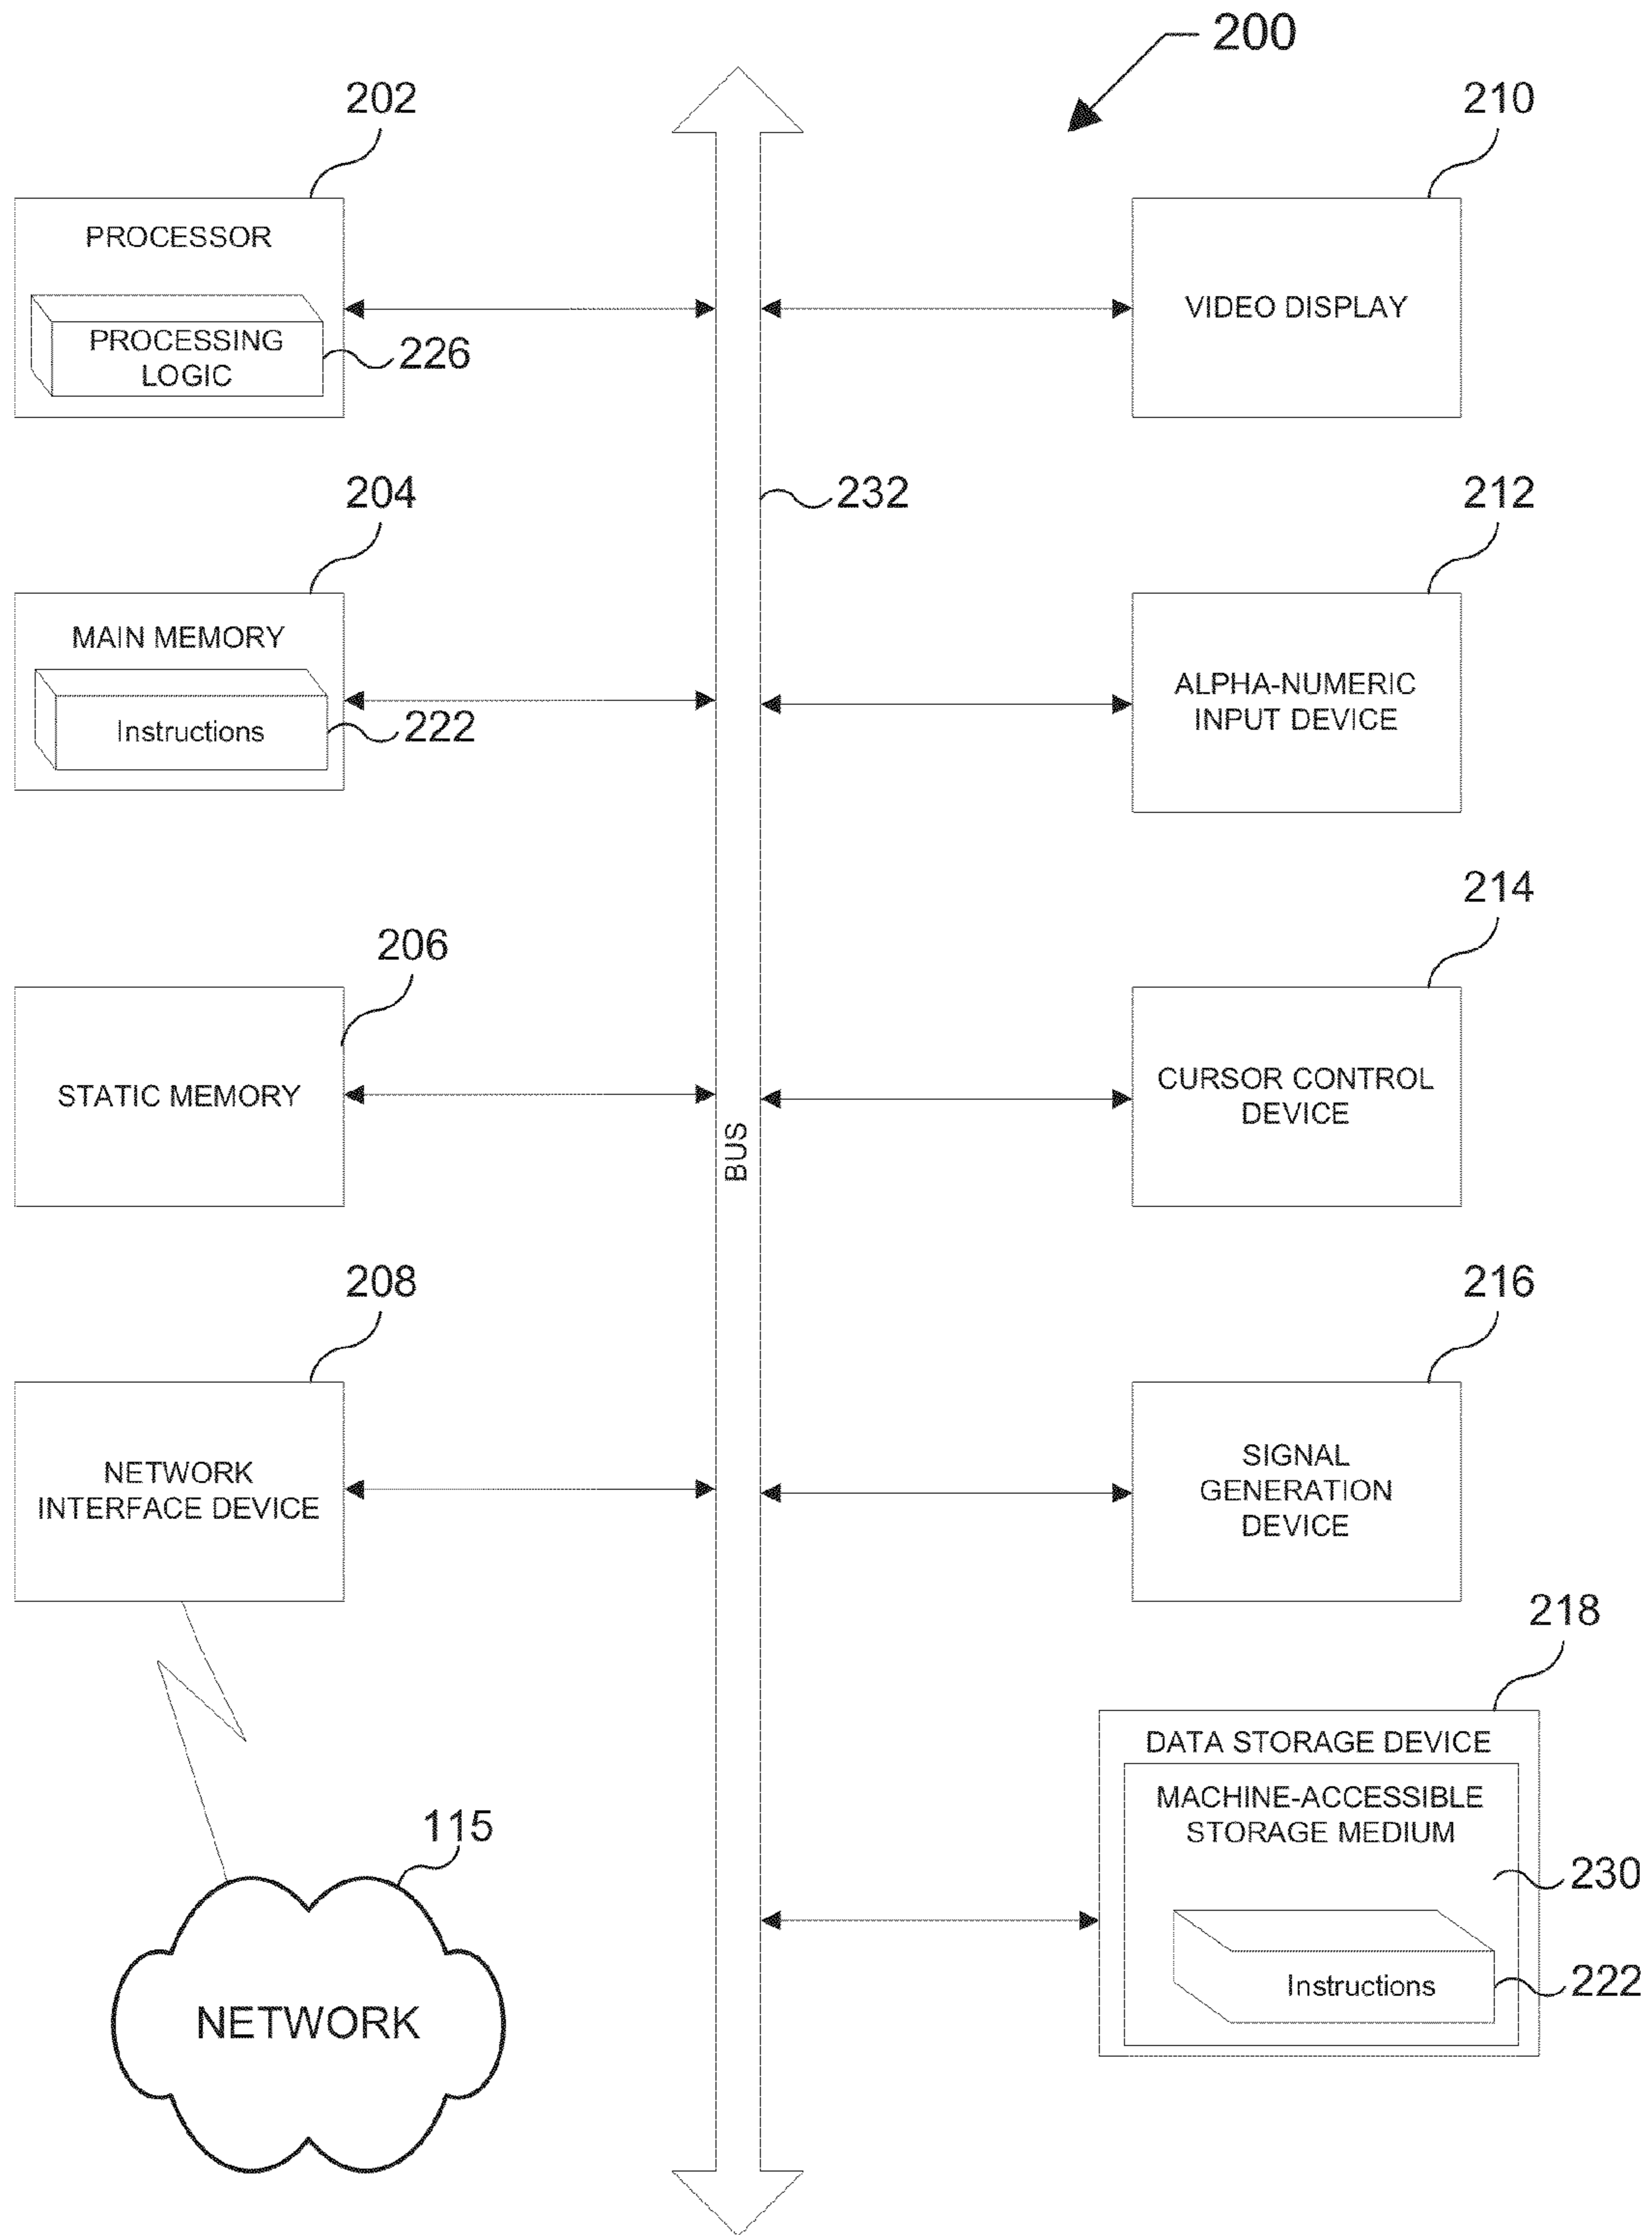 200
202
PROCESSOR
PROCESSING
LOGIC
226
204
MAIN MEMORY
Instructions
222
206
STATIC MEMORY
208
NETWORK
INTERFACE DEVICE
115
NETWORK
232
BUS
210
VIDEO DISPLAY
212
ALPHA-NUMERIC
INPUT DEVICE
214
CURSOR CONTROL
DEVICE
216
SIGNAL
GENERATION
DEVICE
218
DATA STORAGE DEVICE
MACHINE-ACCESSIBLE
STORAGE MEDIUM
230
Instructions
222